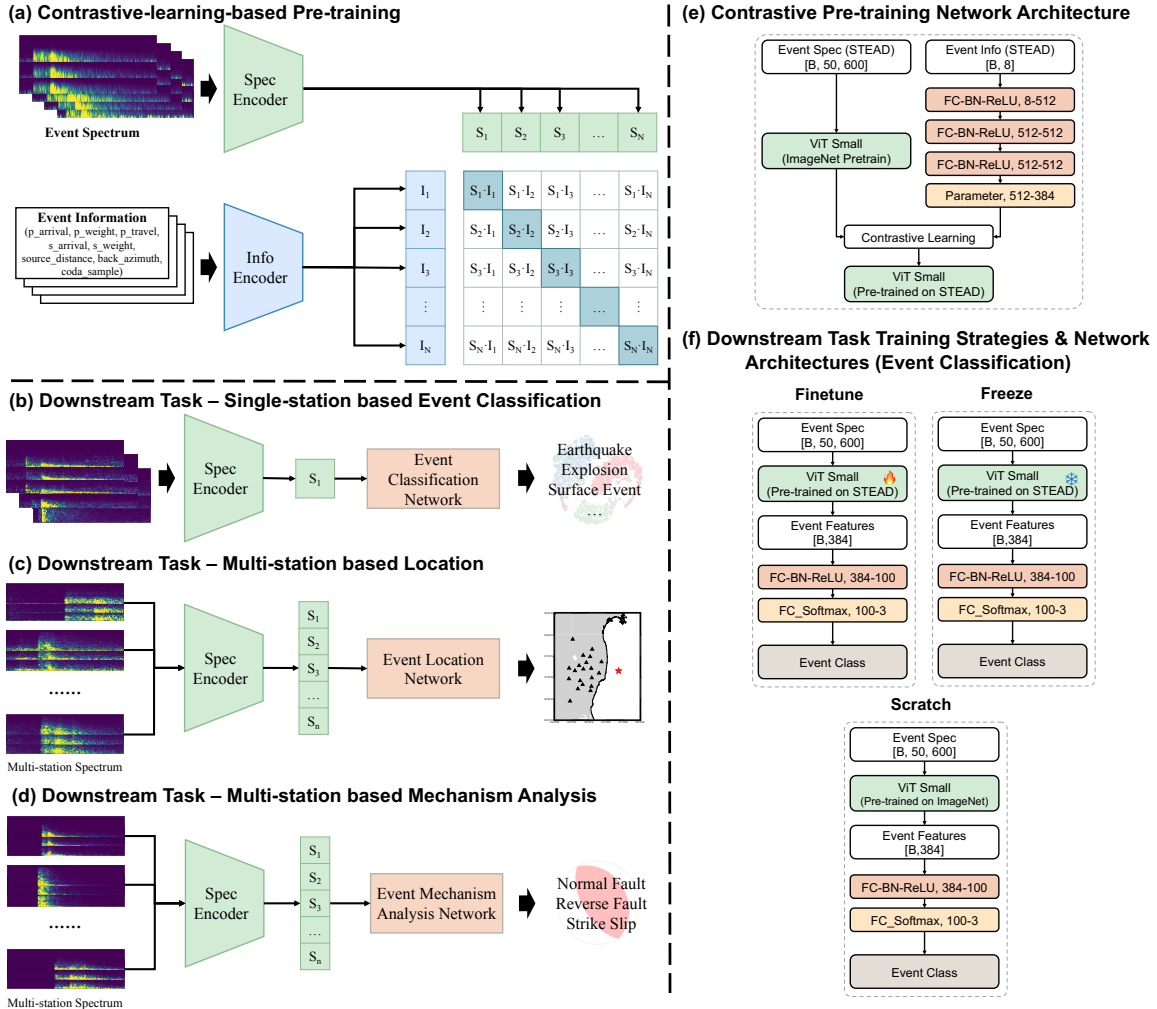 (a) Contrastive-learning-based Pre-training
Event Spectrum
Spec
Encoder
S1 S2 S3 … SN
Event Information
(p_arrival, p_weight, p_travel,
s_arrival, s_weight,
source_distance, back_azimuth,
coda_sample)
Info
Encoder
I1 S1·I1 S1·I2 S1·I3 … S1·IN
I2 S2·I1 S2·I2 S2·I3 … S2·IN
I3 S3·I1 S3·I2 S3·I3 … S3·IN
⋮ ⋮ ⋮ ⋮ … ⋮
IN SN·I1 SN·I2 SN·I3 … SN·IN
(b) Downstream Task – Single-station based Event Classification
Spec
Encoder
S1
Event
Classification
Network
Earthquake
Explosion
Surface Event
…
(c) Downstream Task – Multi-station based Location
……
Multi-station Spectrum
Spec
Encoder
S1
S2
S3
…
Sn
Event Location
Network
(d) Downstream Task – Multi-station based Mechanism Analysis
……
Multi-station Spectrum
Spec
Encoder
S1
S2
S3
…
Sn
Event Mechanism
Analysis Network
Normal Fault
Reverse Fault
Strike Slip
(e) Contrastive Pre-training Network Architecture
Event Spec (STEAD)
[B, 50, 600]
ViT Small
(ImageNet Pretrain)
Event Info (STEAD)
[B, 8]
FC-BN-ReLU, 8-512
FC-BN-ReLU, 512-512
FC-BN-ReLU, 512-512
Parameter, 512-384
Contrastive Learning
ViT Small
(Pre-trained on STEAD)
(f) Downstream Task Training Strategies & Network
Architectures (Event Classification)
Finetune
Event Spec
[B, 50, 600]
ViT Small
(Pre-trained on STEAD)
Event Features
[B,384]
FC-BN-ReLU, 384-100
FC_Softmax, 100-3
Event Class
Freeze
Event Spec
[B, 50, 600]
ViT Small
(Pre-trained on STEAD)
Event Features
[B,384]
FC-BN-ReLU, 384-100
FC_Softmax, 100-3
Event Class
Scratch
Event Spec
[B, 50, 600]
ViT Small
(Pre-trained on ImageNet)
Event Features
[B,384]
FC-BN-ReLU, 384-100
FC_Softmax, 100-3
Event Class